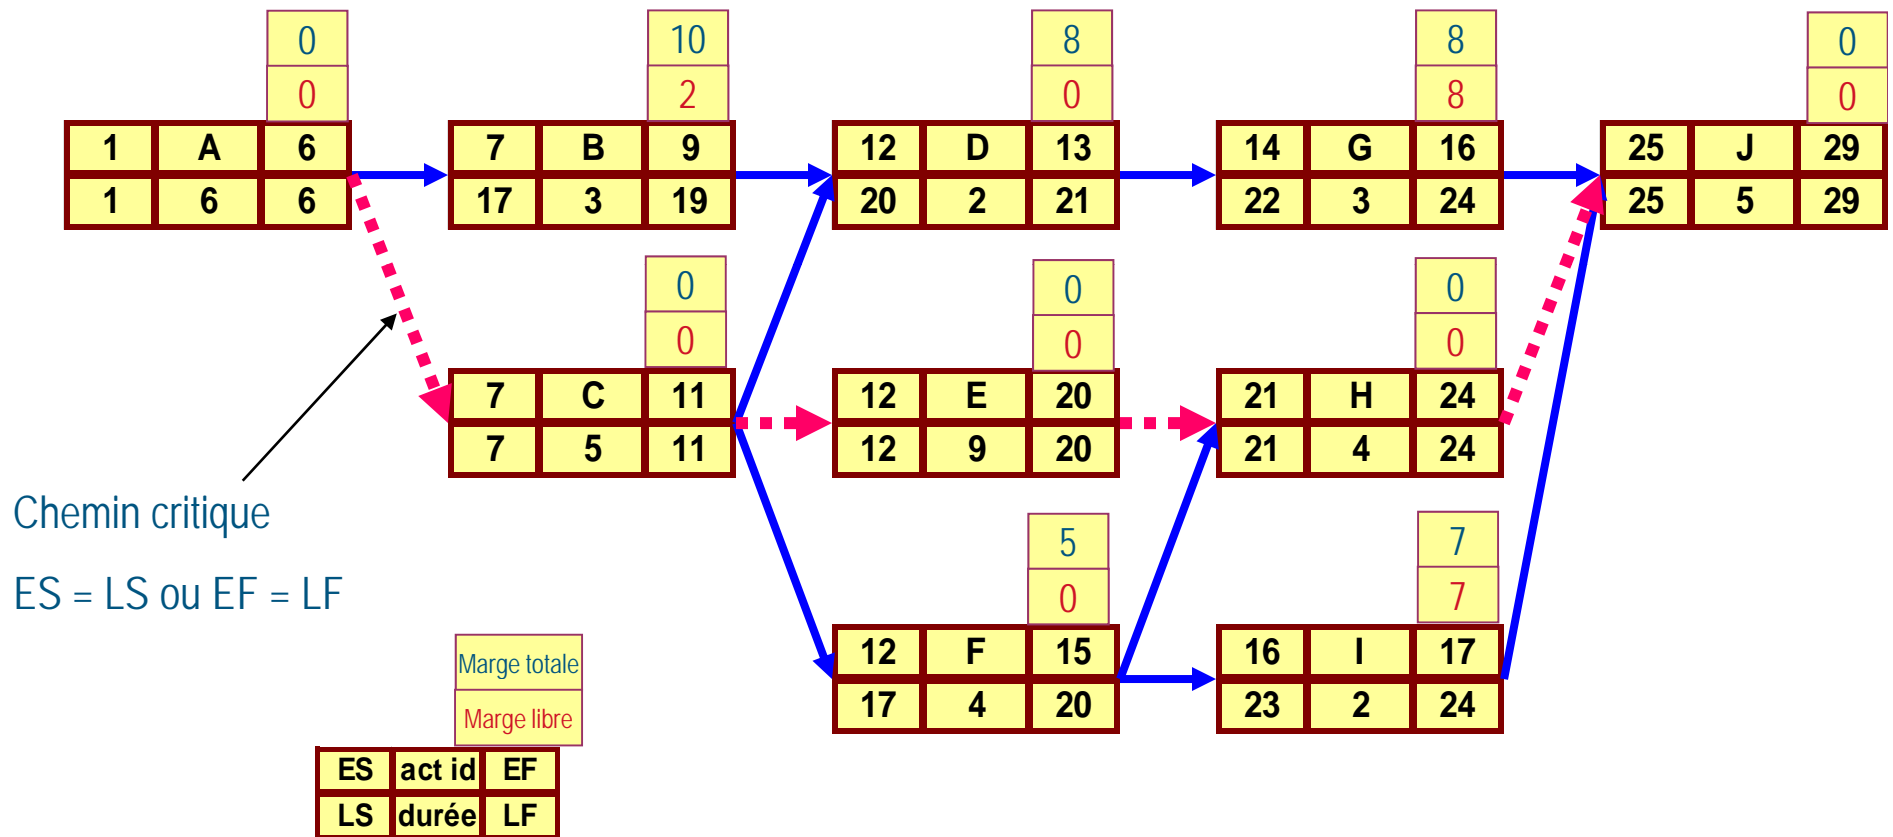 0 10 8 8 0
0 2 0 8 0
1 A 6 7 B 9 12 D 13 14 G 16 25 J 29
1 6 6 17 3 19 20 2 21 22 3 24 25 5 29
0 0 0
0 0 0
7 C 11 12 E 20 21 H 24
7 5 11 12 9 20 21 4 24
Chemin critique
ES = LS ou EF = LF
5 7
0 7
12 F 15 16 I 17
17 4 20 23 2 24
Marge totale
Marge libre
ES act id EF
LS durée LF